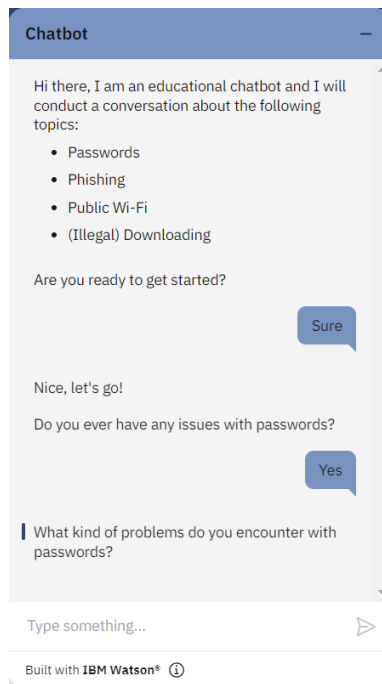 Chatbot
Hi there, I am an educational chatbot and I will
conduct a conversation about the following
topics:
• Passwords
• Phishing
• Public Wi-Fi
• (Illegal) Downloading
Are you ready to get started?
Sure
Nice, let's go!
Do you ever have any issues with passwords?
Yes
What kind of problems do you encounter with
passwords?
Type something...
Built with IBM Watson®